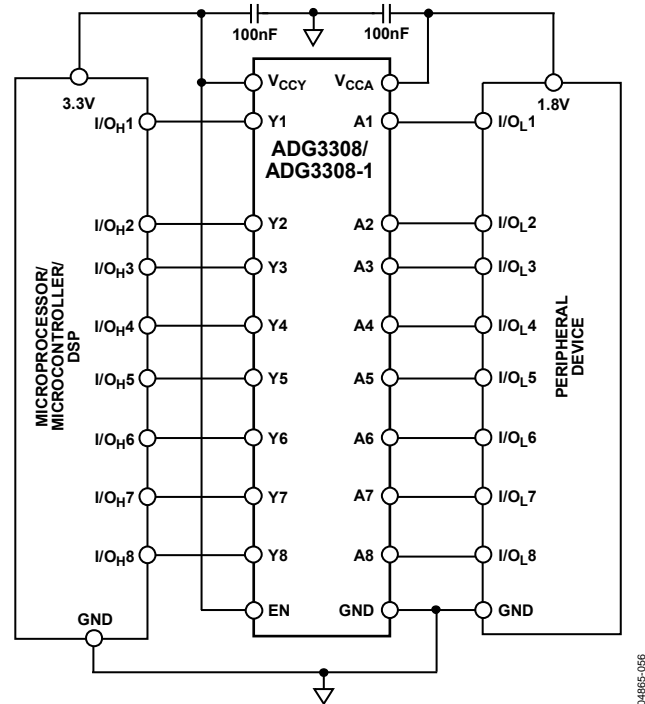 100nF 100nF
3.3V VCCY VCCA 1.8V
I/OH1 Y1 A1 I/OL1
ADG3308/
ADG3308-1
I/OH2 Y2 A2 I/OL2
I/OH3 Y3 A3 I/OL3
I/OH4 Y4 A4 I/OL4
I/OH5 Y5 A5 I/OL5
I/OH6 Y6 A6 I/OL6
I/OH7 Y7 A7 I/OL7
I/OH8 Y8 A8 I/OL8
MICROPROCESSOR/
MICROCONTROLLER/
DSP
PERIPHERAL
DEVICE
GND EN GND GND
04865-056